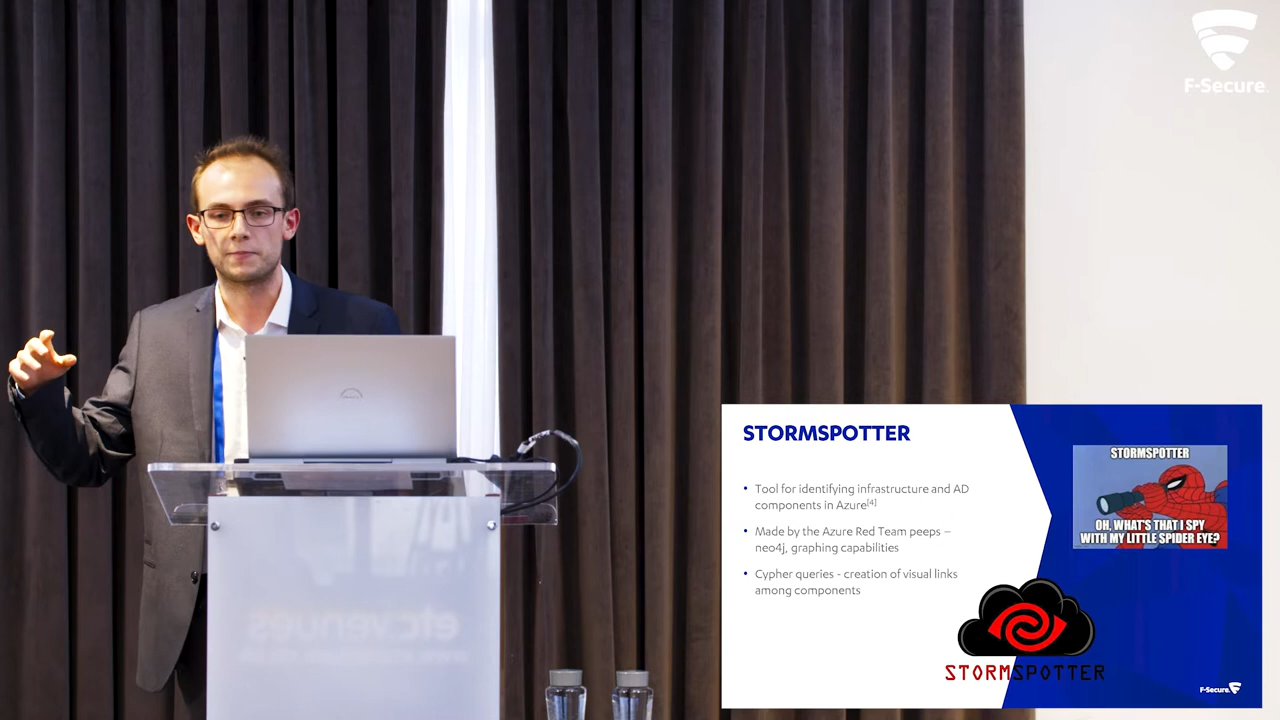 F-Secure.
STORMSPOTTER
• Tool for identifying infrastructure and AD
components in Azure[4]
• Made by the Azure Red Team peeps –
neo4j, graphing capabilities
• Cypher queries - creation of visual links
among components
STORMSPOTTER
OH, WHAT'S THAT I SPY
WITH MY LITTLE SPIDER EYE?
STORMSPOTTER
F-Secure.